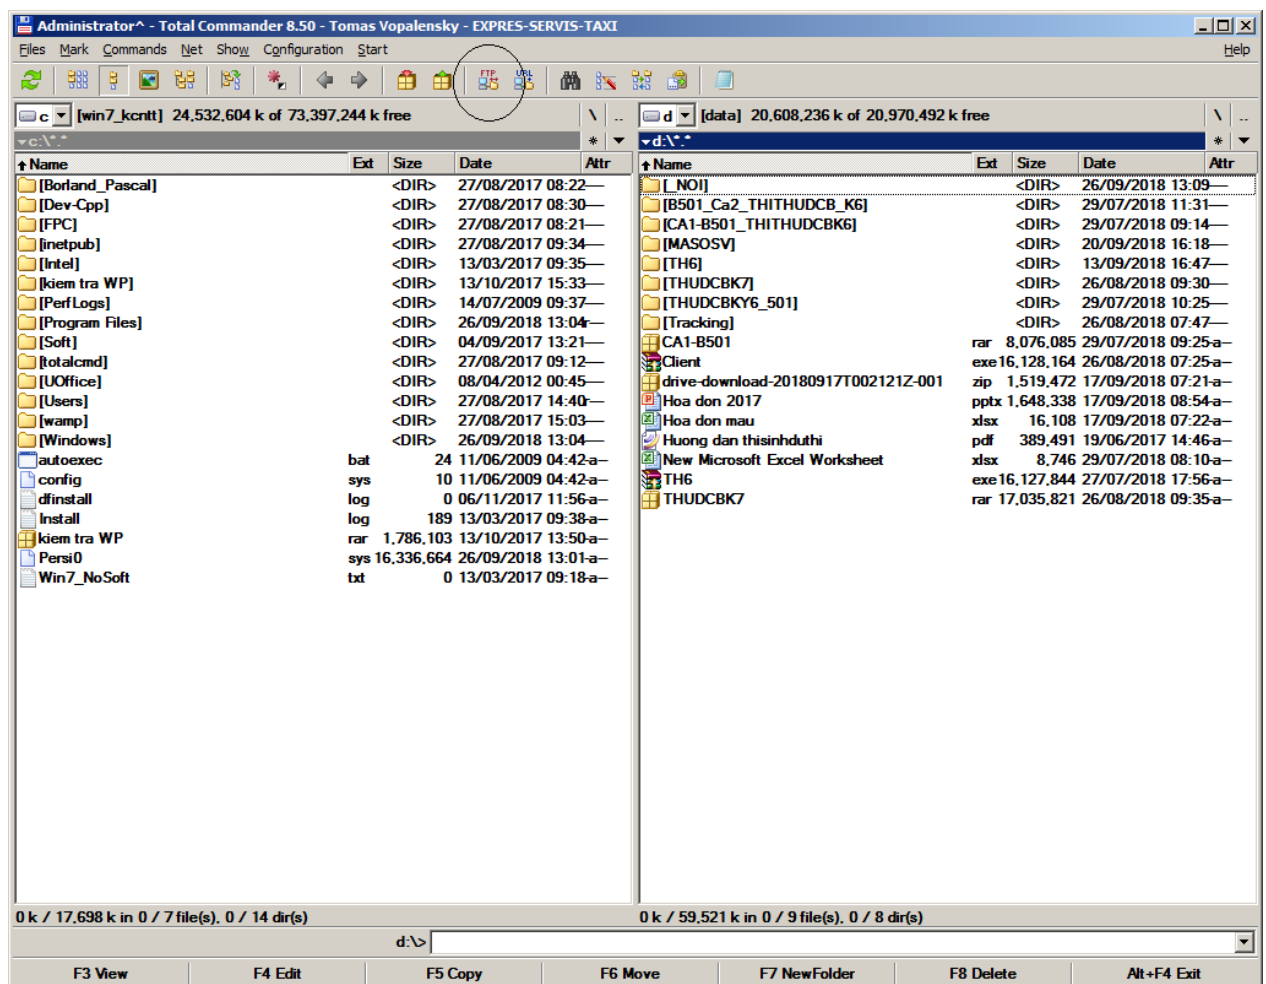 Administrator^ - Total Commander 8.50 - Tomas Vopalensky - EXPRES-SERVIS-TAXI
Files Mark Commands Net Show Configuration Start Help
FTP URL
c [win7_kcntt] 24,532,604 k of 73,397,244 k free \ ..
d [data] 20,608,236 k of 20,970,492 k free \ ..
c:\*.* *
d:\*.* *
Name Ext Size Date Attr
[Borland_Pascal] <DIR> 27/08/2017 08:22----
[Dev-Cpp] <DIR> 27/08/2017 08:30----
[FPC] <DIR> 27/08/2017 08:21----
[inetpub] <DIR> 27/08/2017 09:34----
[Intel] <DIR> 13/03/2017 09:35----
[kiem tra WP] <DIR> 13/10/2017 15:33----
[PerfLogs] <DIR> 14/07/2009 09:37----
[Program Files] <DIR> 26/09/2018 13:04r---
[Soft] <DIR> 04/09/2017 13:21----
[totalcmd] <DIR> 27/08/2017 09:12----
[UOffice] <DIR> 08/04/2012 00:45----
[Users] <DIR> 27/08/2017 14:40r---
[wamp] <DIR> 27/08/2017 15:03----
[Windows] <DIR> 26/09/2018 13:04----
autoexec bat 24 11/06/2009 04:42-a--
config sys 10 11/06/2009 04:42-a--
dfinstall log 0 06/11/2017 11:56-a--
Install log 189 13/03/2017 09:38-a--
kiem tra WP rar 1,786,103 13/10/2017 13:50-a--
Persi0 sys 16,336,664 26/09/2018 13:01-a--
Win7_NoSoft txt 0 13/03/2017 09:18-a--
Name Ext Size Date Attr
[_NOI] <DIR> 26/09/2018 13:09----
[B501_Ca2_THITHUDCB_K6] <DIR> 29/07/2018 11:31----
[CA1-B501_THITHUDCBK6] <DIR> 29/07/2018 09:14----
[MASOSV] <DIR> 20/09/2018 16:18----
[TH6] <DIR> 13/09/2018 16:47----
[THUDCBK7] <DIR> 26/08/2018 09:30----
[THUDCBKY6_501] <DIR> 29/07/2018 10:25----
[Tracking] <DIR> 26/08/2018 07:47----
CA1-B501 rar 8,076,085 29/07/2018 09:25-a--
Client exe 16,128,164 26/08/2018 07:25-a--
drive-download-20180917T002121Z-001 zip 1,519,472 17/09/2018 07:21-a--
Hoa don 2017 pptx 1,648,338 17/09/2018 08:54-a--
Hoa don mau xlsx 16,108 17/09/2018 07:22-a--
Huong dan thisinhduthi pdf 389,491 19/06/2017 14:46-a--
New Microsoft Excel Worksheet xlsx 8,746 29/07/2018 08:10-a--
TH6 exe 16,127,844 27/07/2018 17:56-a--
THUDCBK7 rar 17,035,821 26/08/2018 09:35-a--
0 k / 17,698 k in 0 / 7 file(s), 0 / 14 dir(s)
0 k / 59,521 k in 0 / 9 file(s), 0 / 8 dir(s)
d:\>
F3 View F4 Edit F5 Copy F6 Move F7 NewFolder F8 Delete Alt+F4 Exit